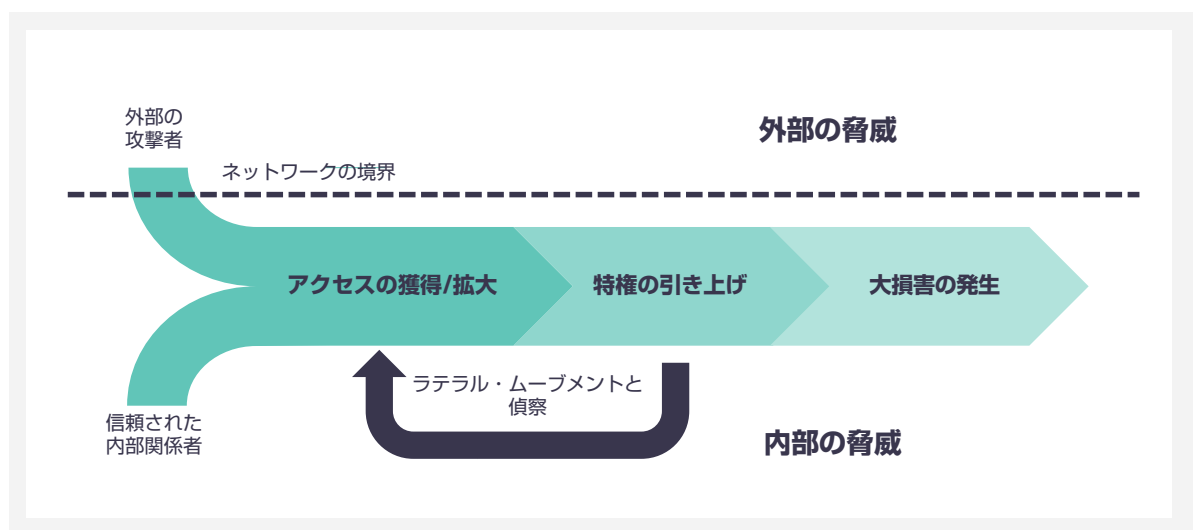 外部の
攻撃者
外部の脅威
ネットワークの境界
アクセスの獲得/拡大
特権の引き上げ
大損害の発生
ラテラル・ムーブメントと
偵察
信頼された
内部関係者
内部の脅威